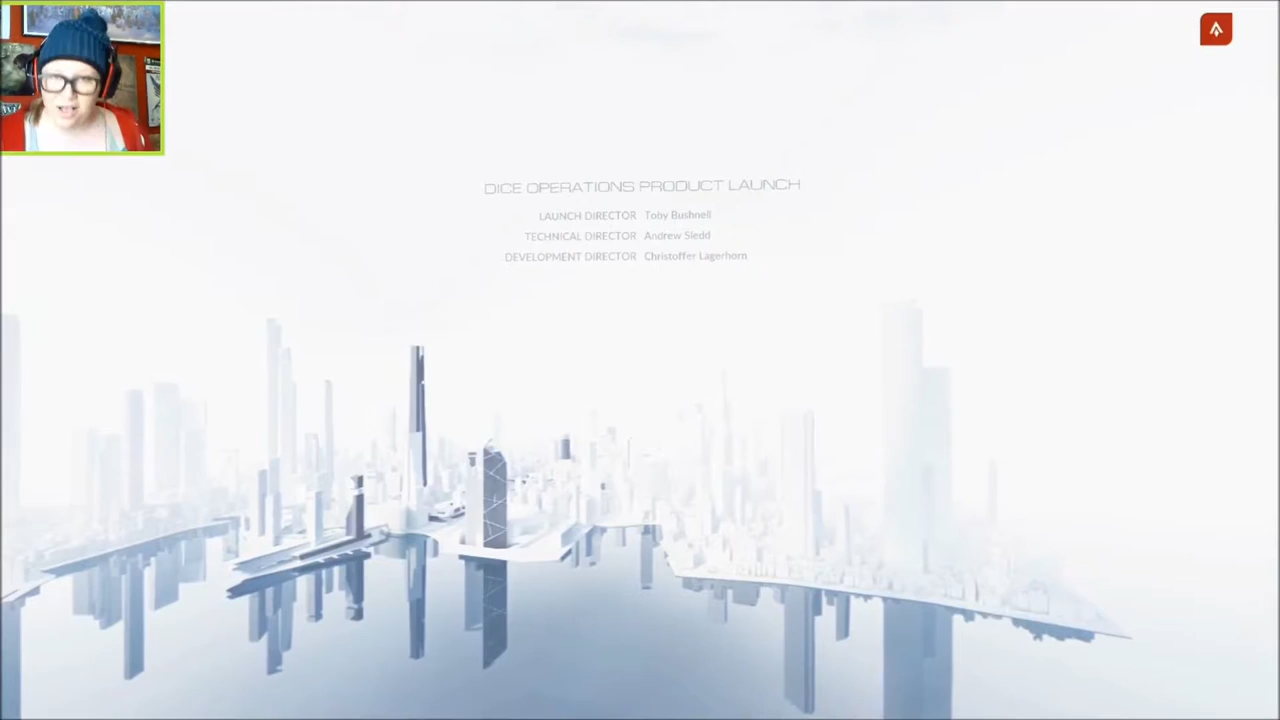 DICE OPERATIONS PRODUCT LAUNCH
LAUNCH DIRECTOR Toby Bushnell
TECHNICAL DIRECTOR Andrew Sledd
DEVELOPMENT DIRECTOR Christoffer Lagerhorn